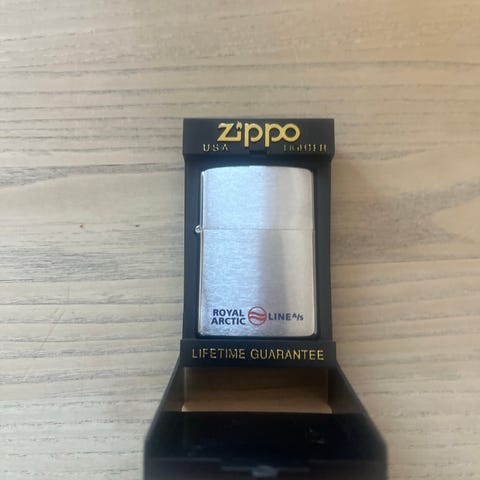 zippo
USA LIGHTER
ROYAL ARCTIC LINE A/S
LIFETIME GUARANTEE